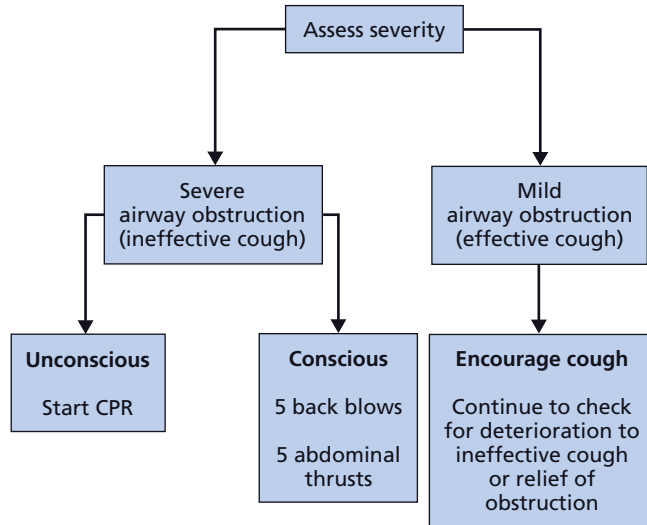 Assess severity
Severe
airway obstruction
(ineffective cough)
Mild
airway obstruction
(effective cough)
Unconscious
Start CPR
Conscious
5 back blows
5 abdominal
thrusts
Encourage cough
Continue to check
for deterioration to
ineffective cough
or relief of
obstruction